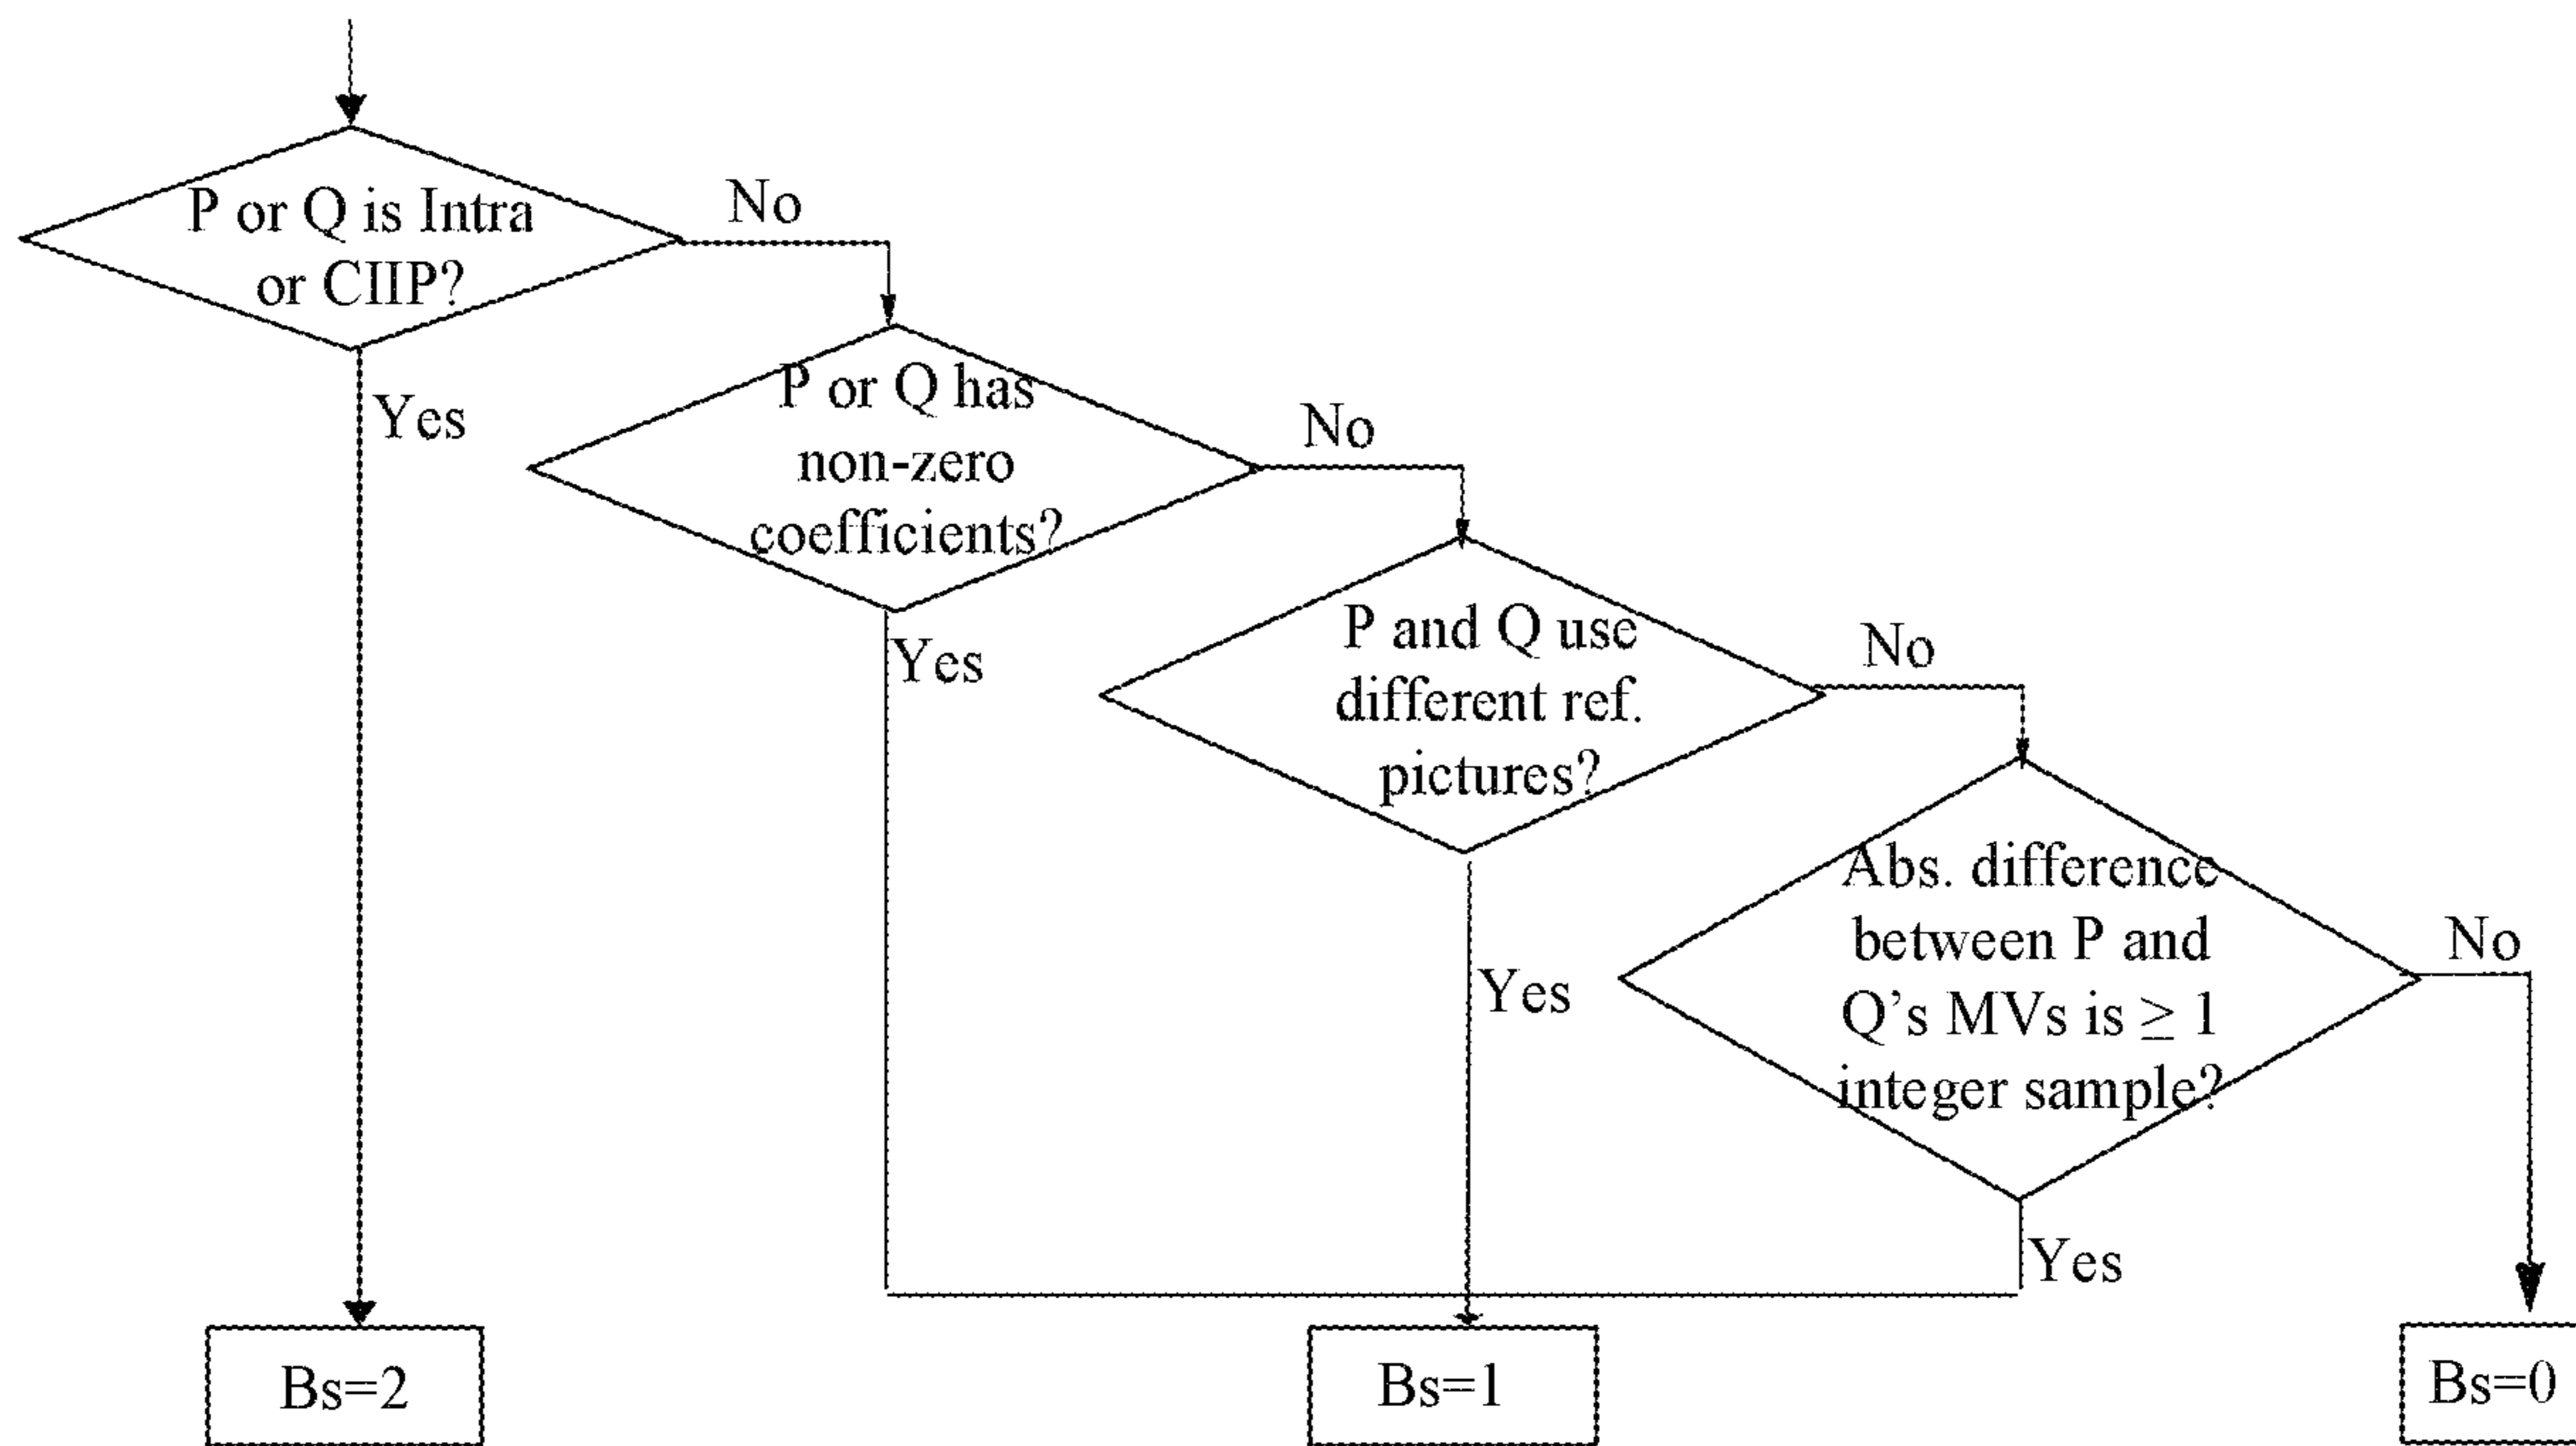 P or Q is Intra
or CIIP?
No
Yes
P or Q has
non-zero
coefficients?
No
Yes
P and Q use
different ref.
pictures?
No
Yes
Abs. difference
between P and
Q’s MVs is ≥ 1
integer sample?
No
Yes
Bs=2
Bs=1
Bs=0